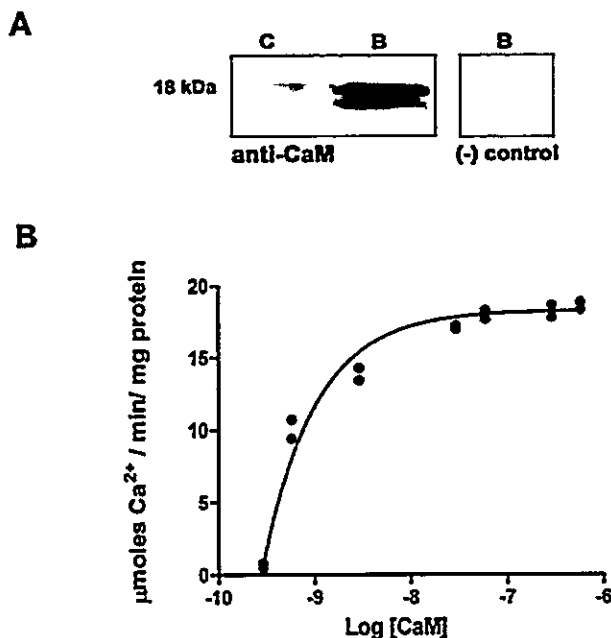 A
C B B
18 kDa
anti-CaM (-) control
B
20
15
10
5
0
µmoles Ca²⁺ / min/ mg protein
-10 -9 -8 -7 -6
Log [CaM]